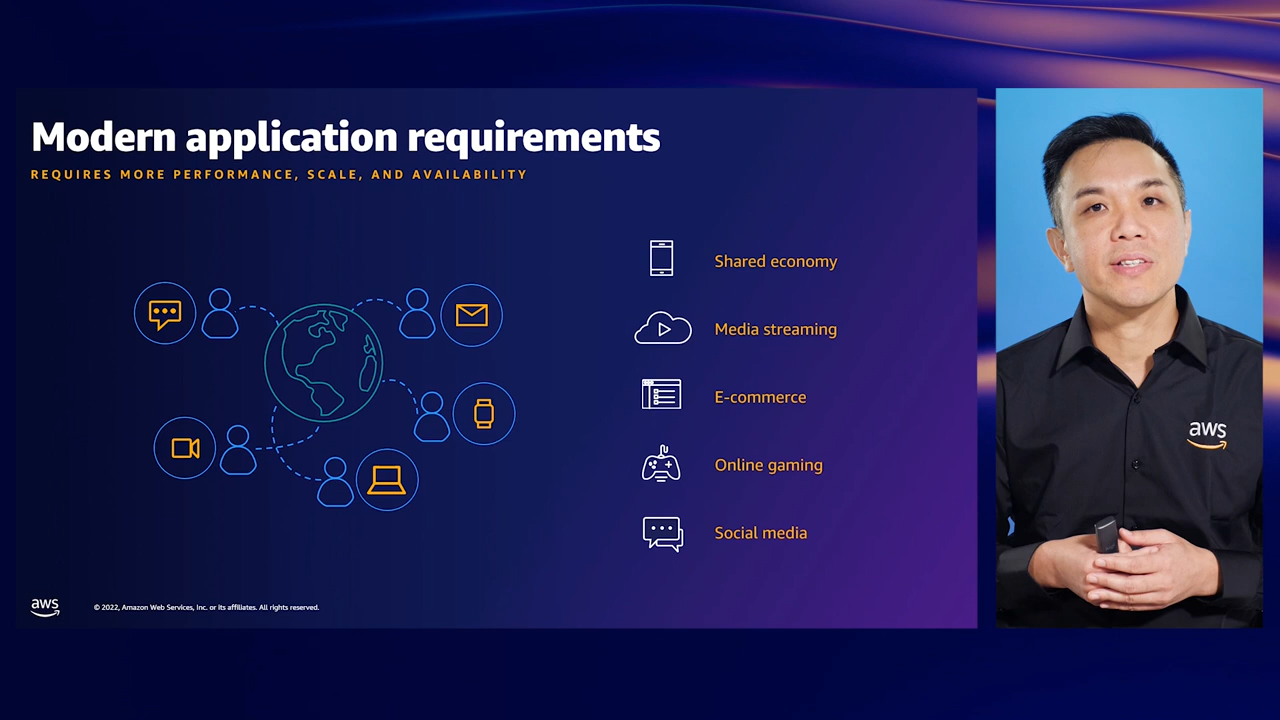 Modern application requirements
REQUIRES MORE PERFORMANCE, SCALE, AND AVAILABILITY
Shared economy
Media streaming
E-commerce
Online gaming
Social media
aws
© 2022, Amazon Web Services, Inc. or its affiliates. All rights reserved.
aws